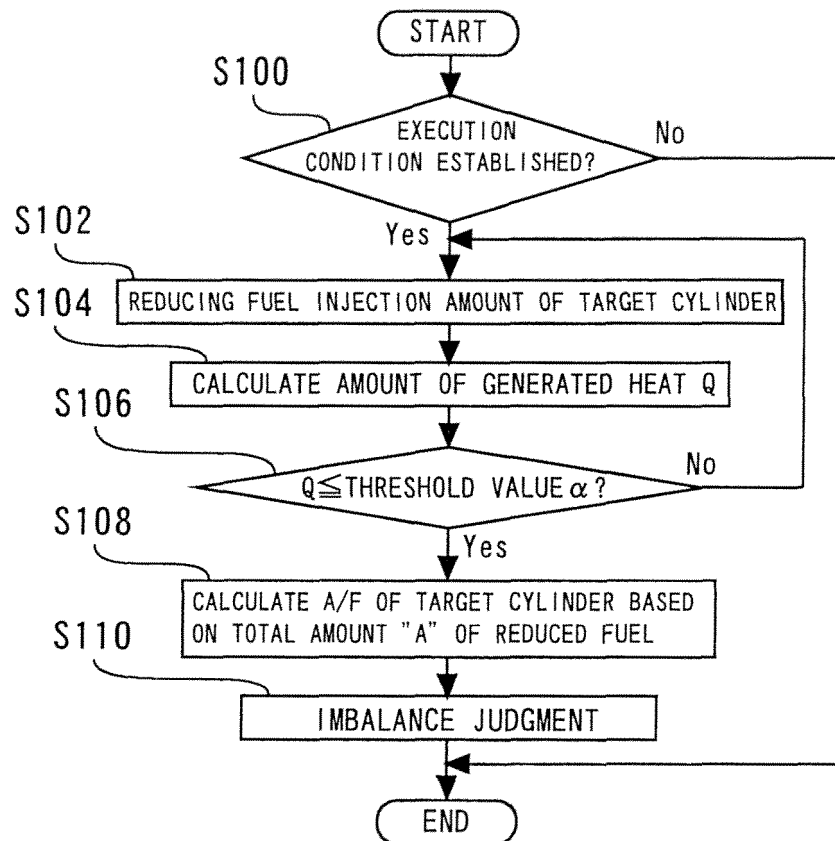 START
S100
EXECUTION
CONDITION ESTABLISHED?
No
Yes
S102
REDUCING FUEL INJECTION AMOUNT OF TARGET CYLINDER
S104
CALCULATE AMOUNT OF GENERATED HEAT Q
S106
Q≦THRESHOLD VALUE α?
No
Yes
S108
CALCULATE A/F OF TARGET CYLINDER BASED
ON TOTAL AMOUNT "A" OF REDUCED FUEL
S110
IMBALANCE JUDGMENT
END